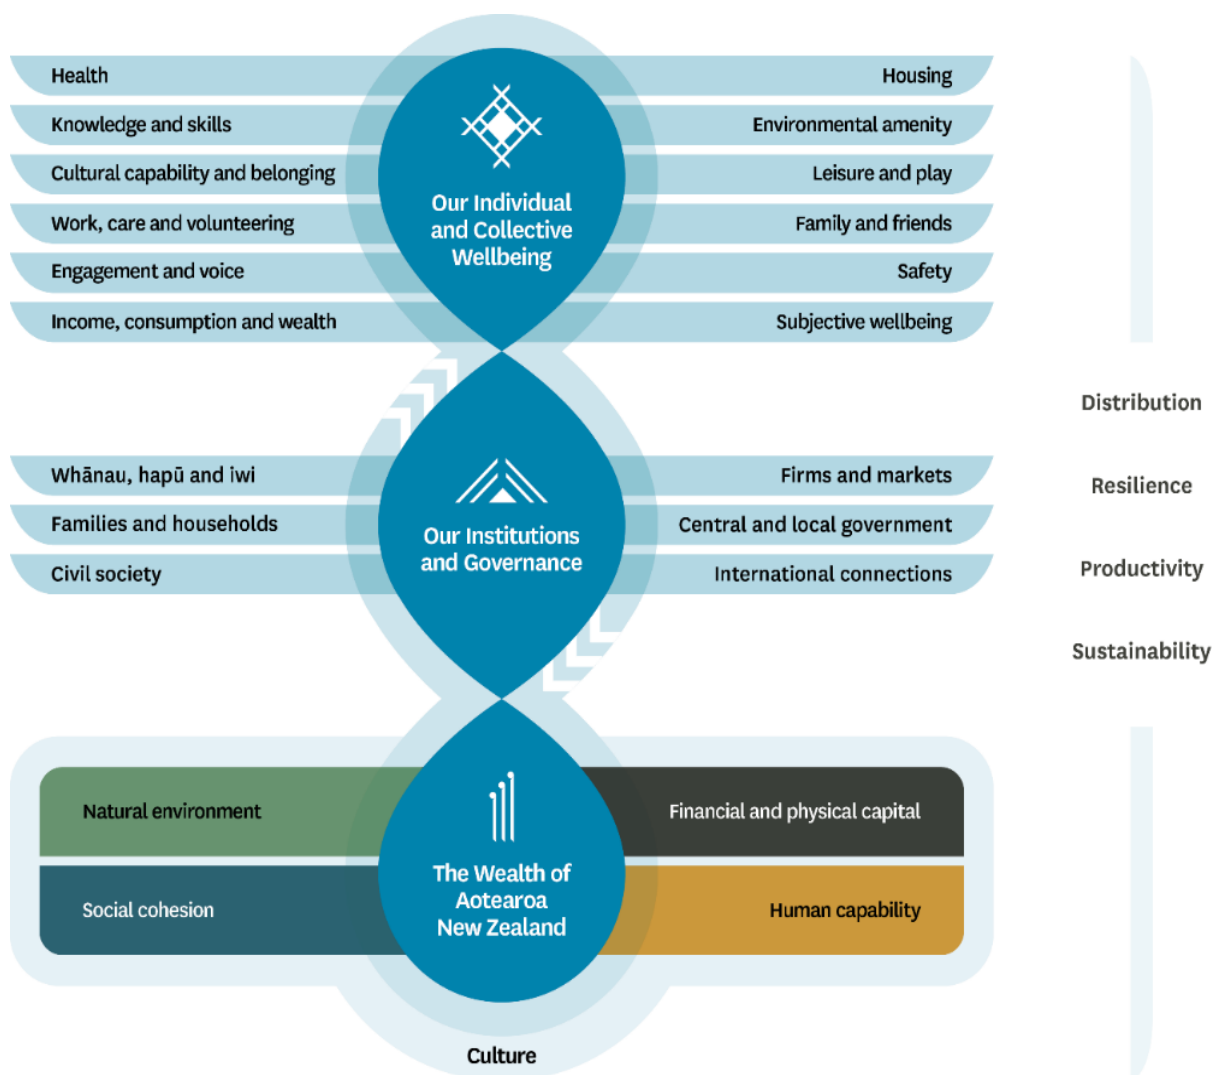 Health
Housing
Knowledge and skills
Environmental amenity
Cultural capability and belonging
Leisure and play
Work, care and volunteering
Family and friends
Engagement and voice
Safety
Income, consumption and wealth
Subjective wellbeing
Our Individual
and Collective
Wellbeing
Whānau, hapū and iwi
Firms and markets
Families and households
Central and local government
Civil society
International connections
Our Institutions
and Governance
Natural environment
Financial and physical capital
Social cohesion
Human capability
The Wealth of
Aotearoa
New Zealand
Culture
Distribution
Resilience
Productivity
Sustainability